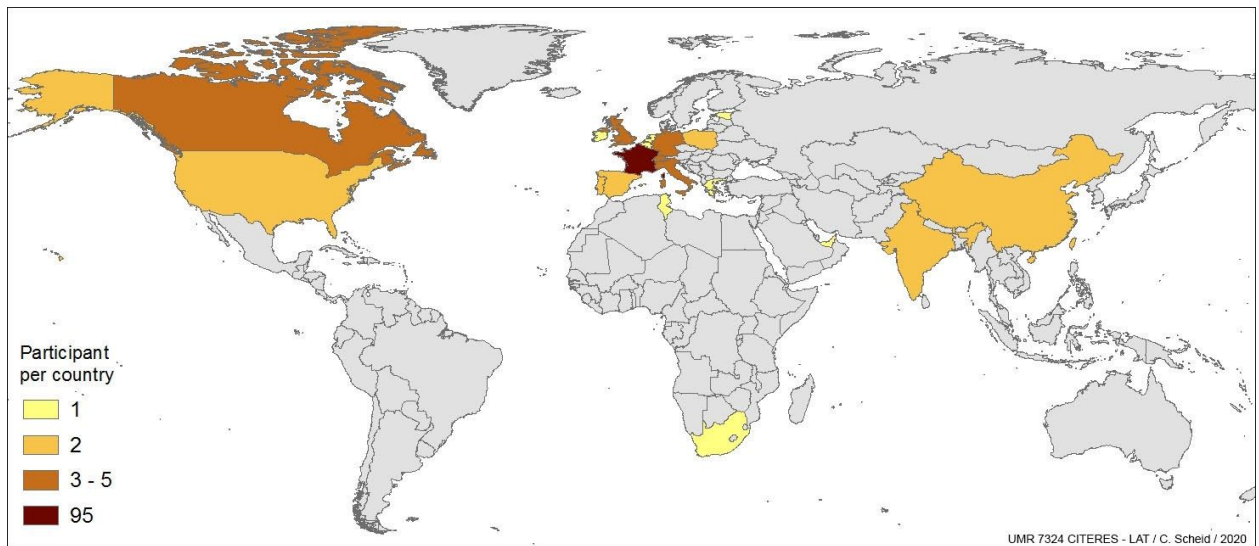 Participant
per country
1
2
3 - 5
95
UMR 7324 CITERES - LAT / C. Scheid / 2020